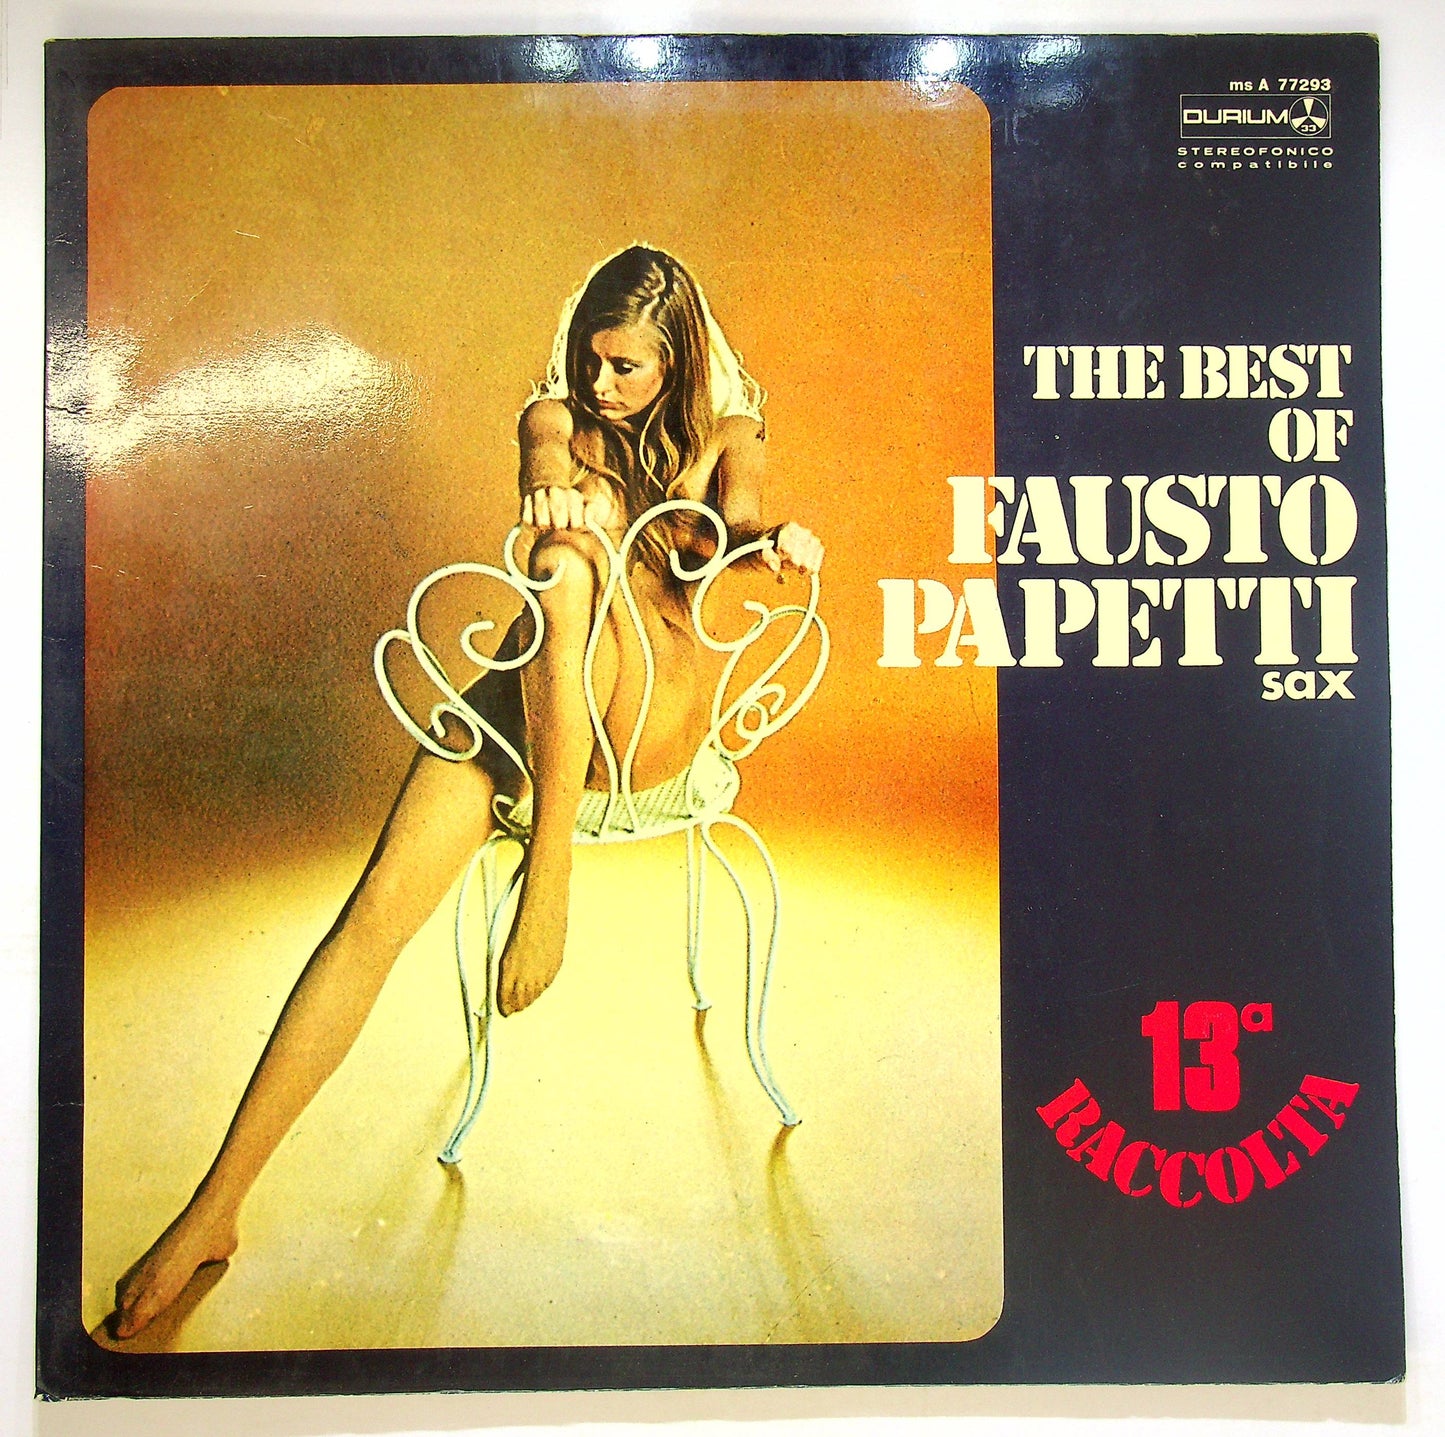 ms A 77293
DURIUM 33
STEREOFONICO
compatibile
THE BEST
OF
FAUSTO
PAPETTI
sax
13a
RACCOLTA